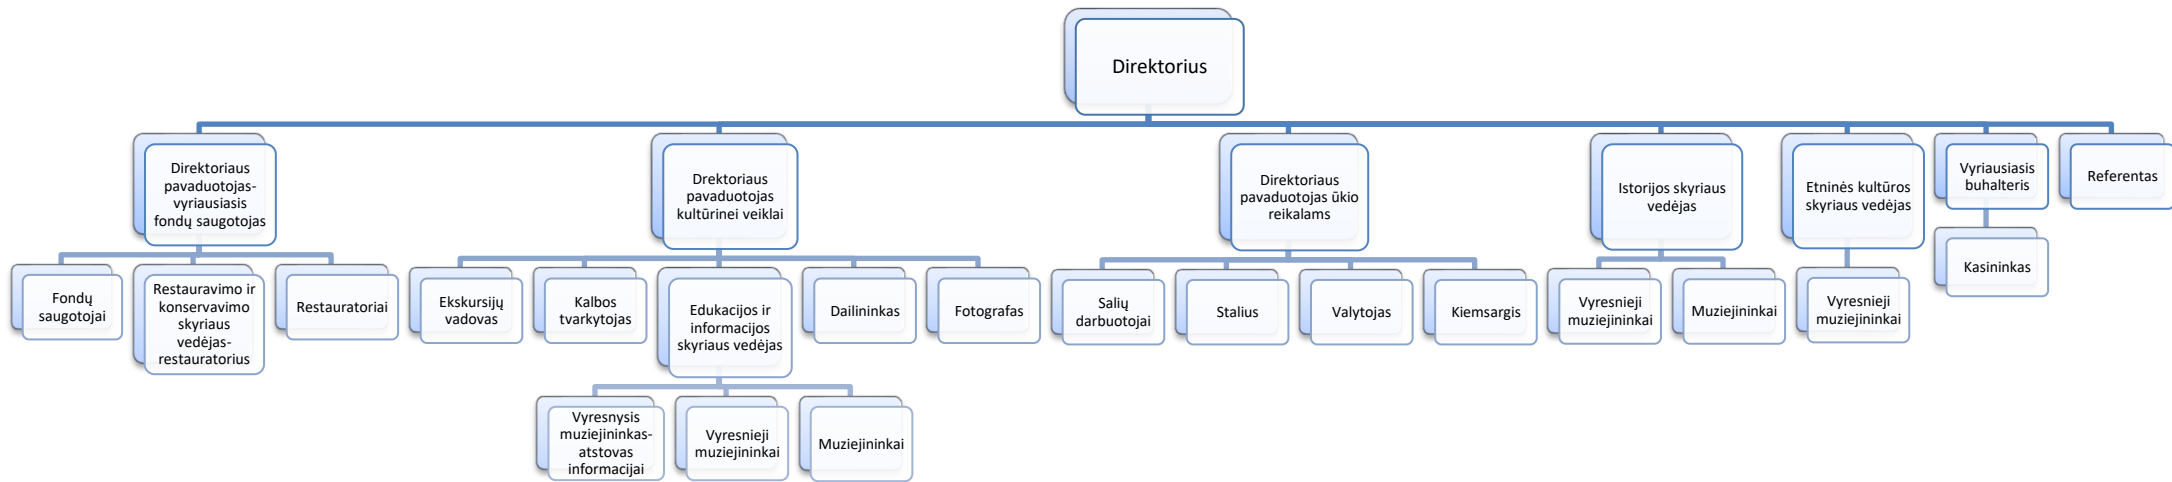 Direktorius
Direktoriaus
pavaduotojas-
vyriausiasis
fondų saugotojas
Drektoriaus
pavaduotojas
kultūrinei veiklai
Direktoriaus
pavaduotojas ūkio
reikalams
Istorijos skyriaus
vedėjas
Etninės kultūros
skyriaus vedėjas
Vyriausiasis
buhalteris
Referentas
Fondų
saugotojai
Restauravimo ir
konservavimo
skyriaus
vedėjas-
restauratorius
Restauratoriai
Ekskursijų
vadovas
Kalbos
tvarkytojas
Edukacijos ir
informacijos
skyriaus vedėjas
Dailininkas
Fotografas
Salių
darbuotojai
Stalius
Valytojas
Kiemsargis
Vyresnieji
muziejininkai
Muziejininkai
Vyresnieji
muziejininkai
Kasininkas
Vyresnysis
muziejininkas-
atstovas
informacijai
Vyresnieji
muziejininkai
Muziejininkai